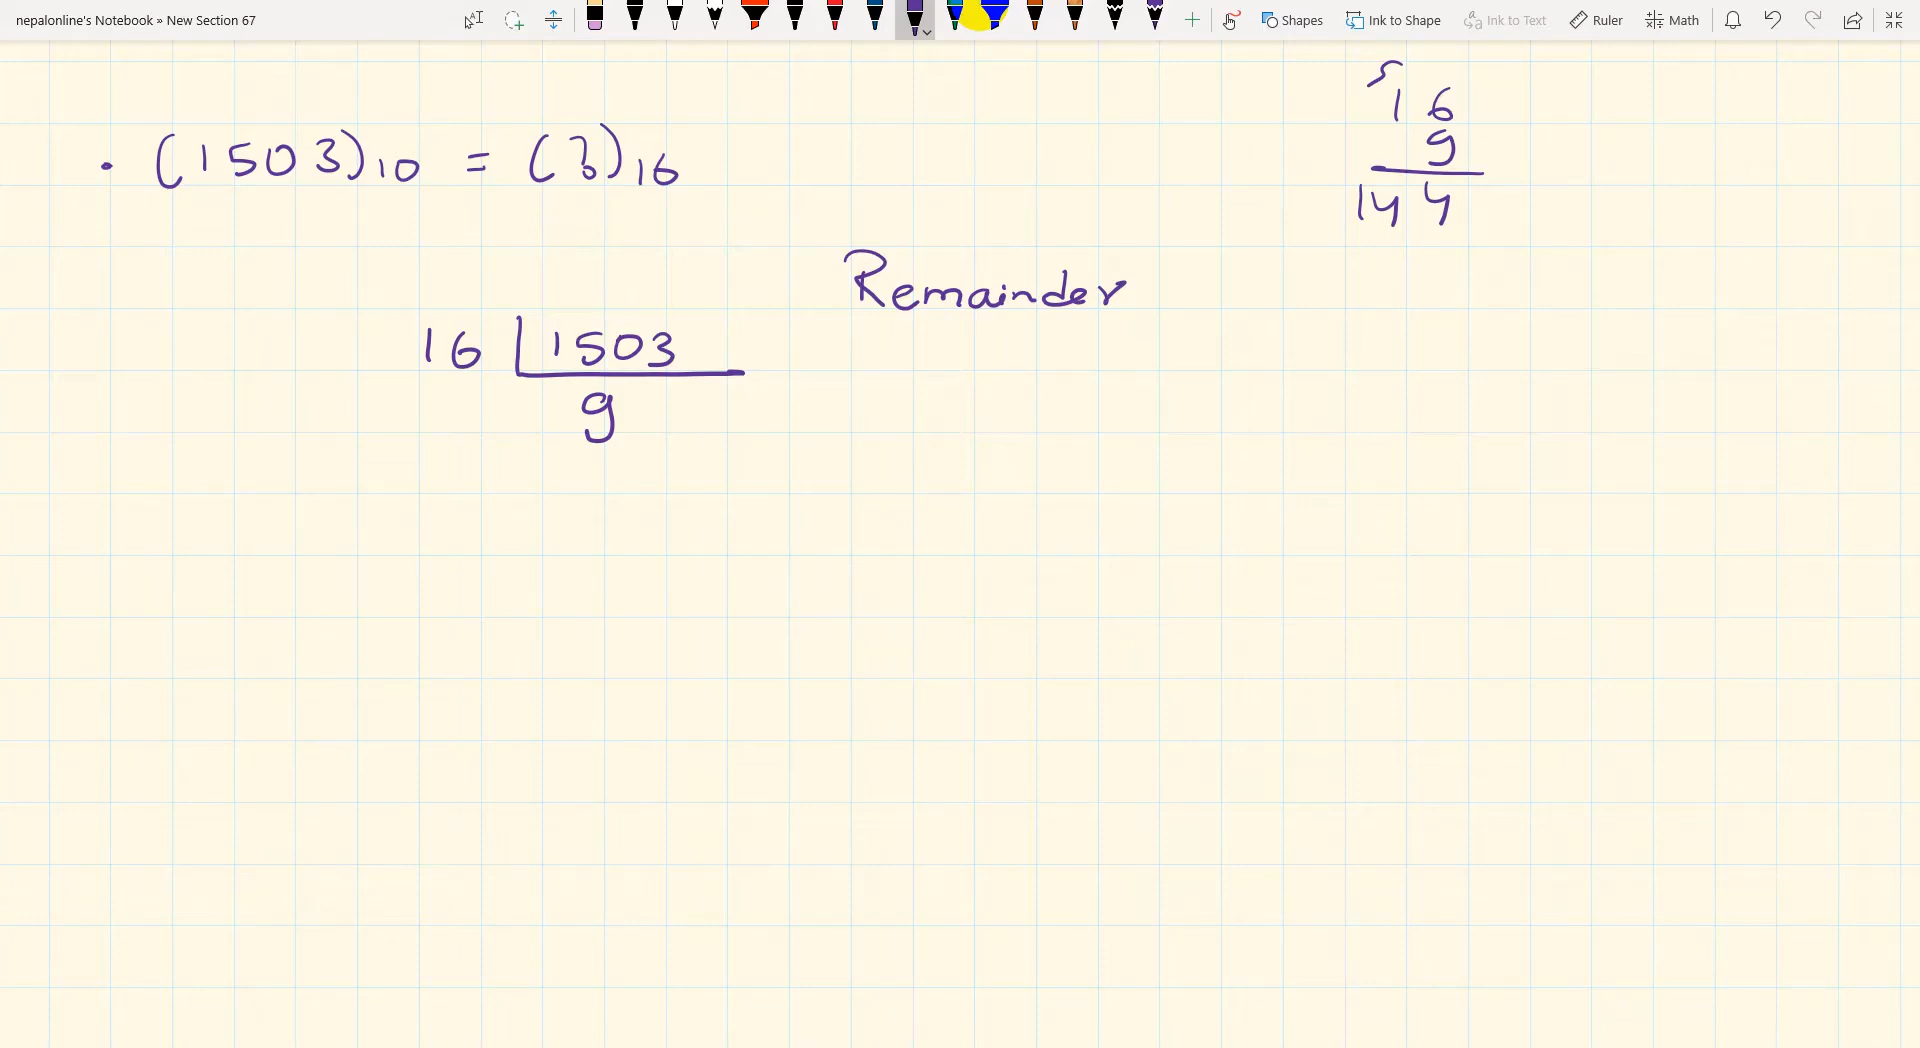 nepalonline's Notebook » New Section 67
Shapes
Ink to Shape
Ink to Text
Ruler
Math
. (1503)10 = (?)16
5
16
9
144
Remainder
16 1503
9